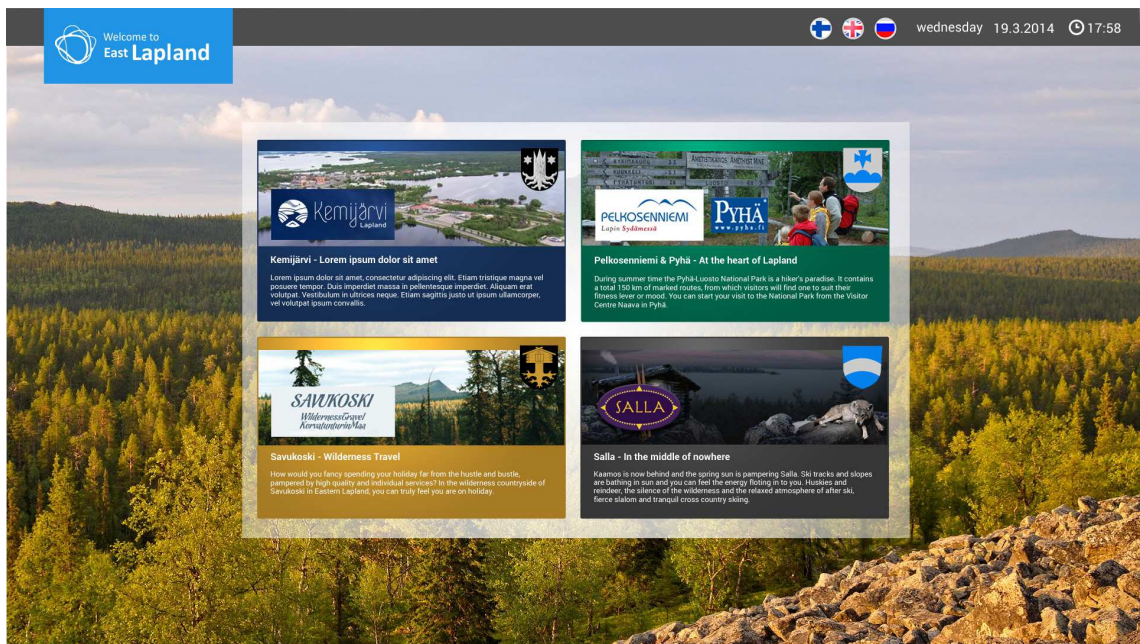 Welcome to
East Lapland
wednesday 19.3.2014 17:58
Kemijärvi
Lapland
Kemijärvi - Lorem ipsum dolor sit amet
Lorem ipsum dolor sit amet, consectetur adipiscing elit. Etiam tristique magna vel
posuere tempor. Duis imperdiet massa in pellentesque imperdiet. Aliquam erat
volutpat. Vestibulum in ultrices neque. Etiam sagittis justo ut ipsum ullamcorper,
vel volutpat ipsum convallis.
AMETISTIKAIVOS, AMETHYST MINE
LUOSTO
PELKOSENNIEMI
Lapin Sydämessä
PYHÄ
www.pyha.fi
Pelkosenniemi & Pyhä - At the heart of Lapland
During summer time the Pyhä-Luosto National Park is a hiker's paradise. It contains
a total 150 km of marked routes, from which visitors will find one to suit their
fitness lever or mood. You can start your visit to the National Park from the Visitor
Centre Naava in Pyhä.
SAVUKOSKI
WildernessTravel
KorvatunturinMaa
Savukoski - Wilderness Travel
How would you fancy spending your holiday far from the hustle and bustle,
pampered by high quality and individual services? In the wilderness countryside of
Savukoski in Eastern Lapland, you can truly feel you are on holiday.
SALLA
Salla - In the middle of nowhere
Kaamos is now behind and the spring sun is pampering Salla. Ski tracks and slopes
are bathing in sun and you can feel the energy floting in to you. Huskies and
reindeer, the silence of the wilderness and the relaxed atmosphere of after ski,
fierce slalom and tranquil cross country skiing.